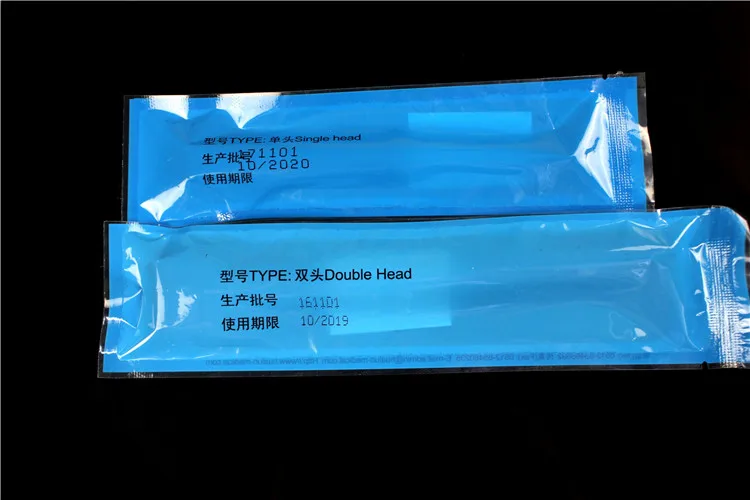 型号TYPE: 单头Single head
生产批号 171101
10/2020
使用期限
型号TYPE: 双头Double Head
生产批号 161101
使用期限 10/2019